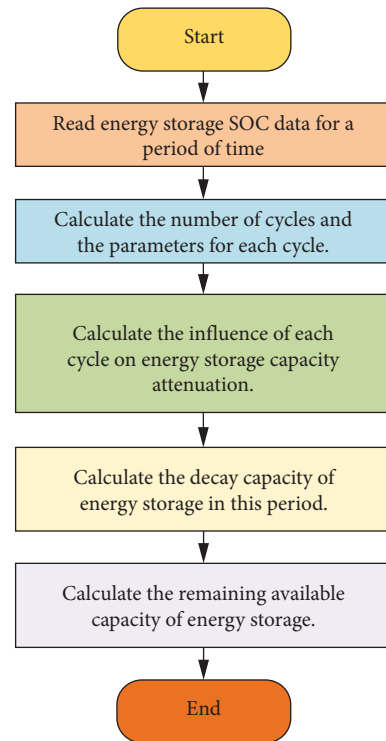 Start
Read energy storage SOC data for a
period of time
Calculate the number of cycles and
the parameters for each cycle.
Calculate the influence of each
cycle on energy storage capacity
attenuation.
Calculate the decay capacity of
energy storage in this period.
Calculate the remaining available
capacity of energy storage.
End